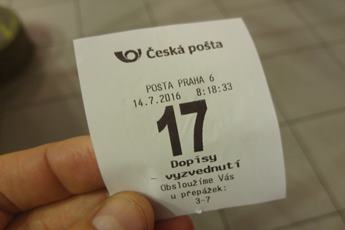 Česká pošta
POSTA PRAHA 6
14.7.2016 8:18:33
17
Dopisy
– vyzvednutí
Obsloužíme Vás
u přepážek:
3-7